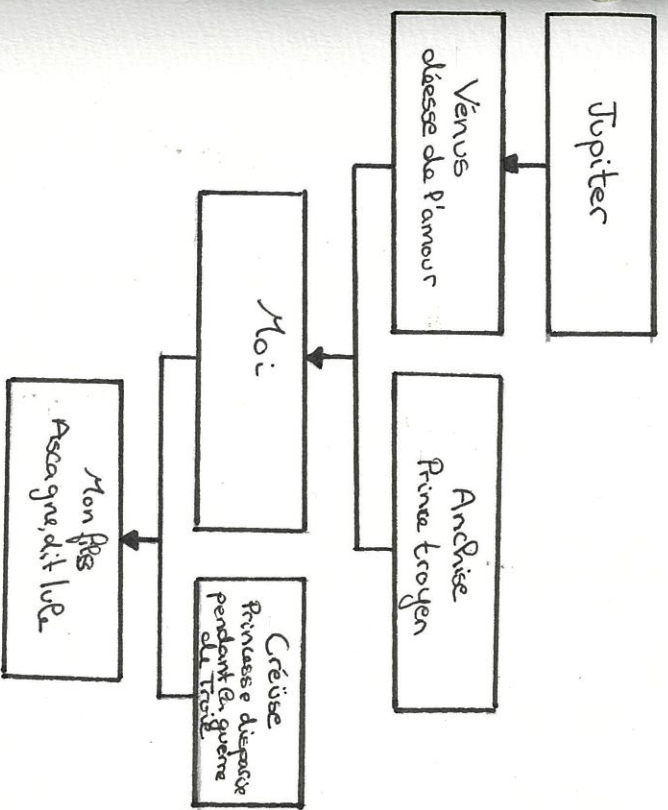 Jupiter
Vénus
déesse de l'amour
Anchise
Prince troyen
Moi
Créüse
Princesse disparue
pendant la guerre
de Troie
Mon fils
Ascagne, dit Iule